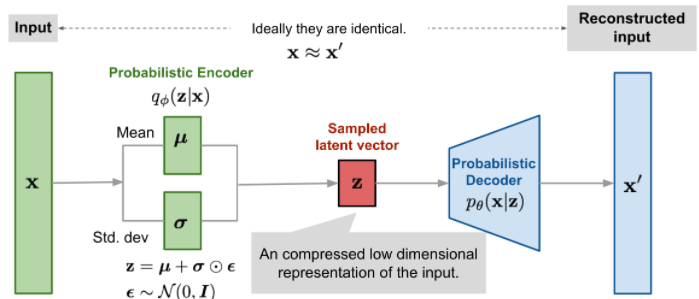 Input
Ideally they are identical.
x ≈ x′
Reconstructed
input
Probabilistic Encoder
qϕ(z|x)
Mean
μ
Std. dev
σ
z = μ + σ ⊙ ϵ
ϵ ∼ 𝒩(0, I)
x
Sampled
latent vector
z
An compressed low dimensional
representation of the input.
Probabilistic
Decoder
pθ(x|z)
x′